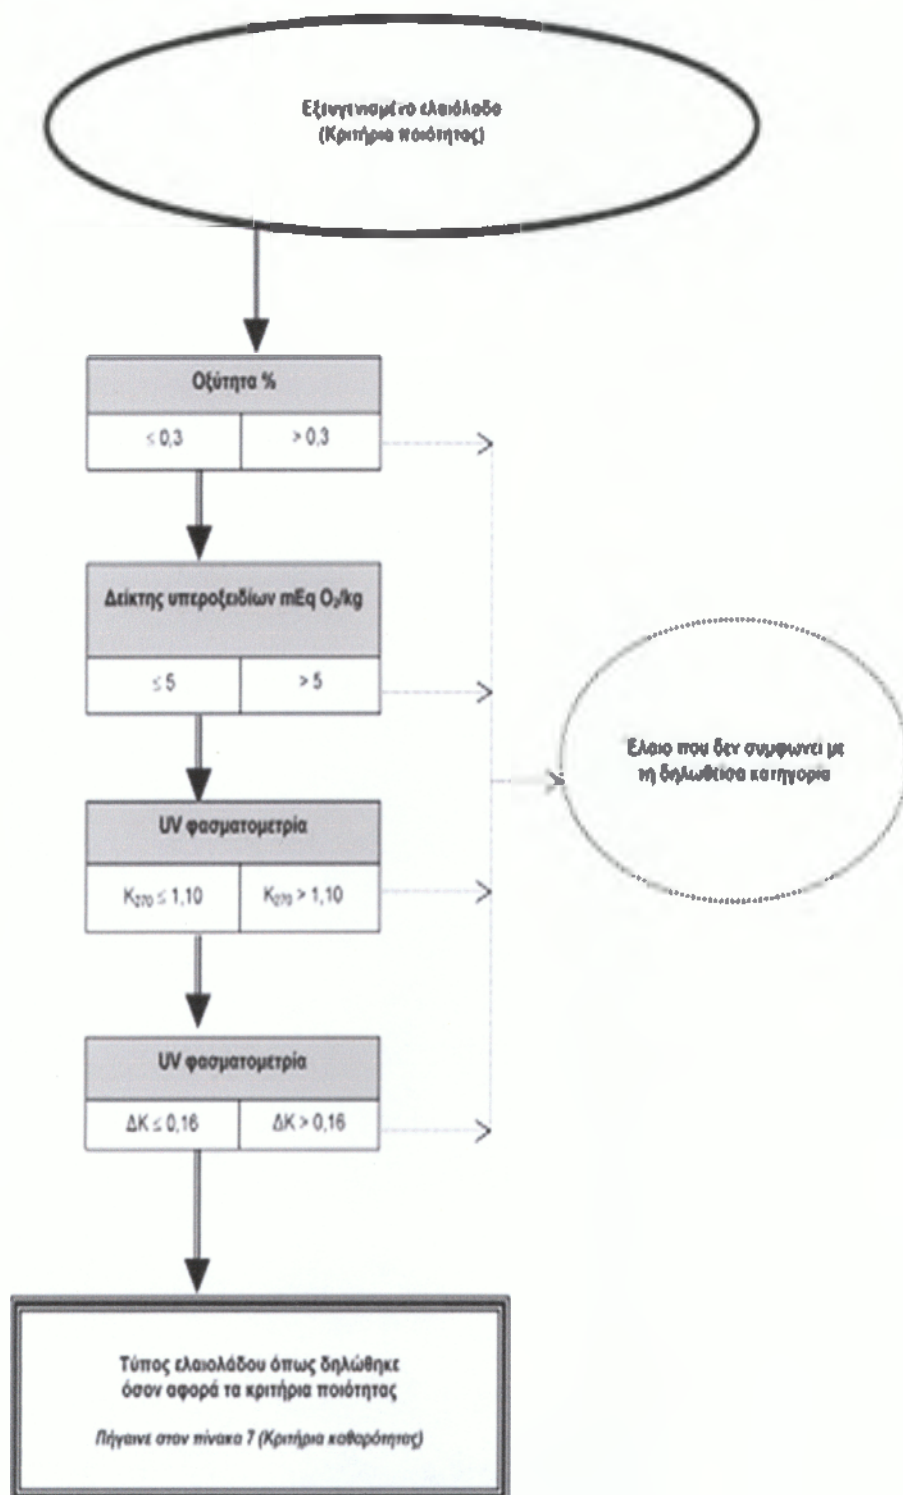 Εξευγενισμένο ελαιόλαδο
(Κριτήρια ποιότητας)
Οξύτητα %
≤ 0,3 > 0,3
Δείκτης υπεροξειδίων mEq O₂/kg
≤ 5 > 5
Έλαιο που δεν συμφωνεί με
τη δηλωθείσα κατηγορία
UV φασματομετρία
K₂₇₀ ≤ 1,10 K₂₇₀ > 1,10
UV φασματομετρία
ΔK ≤ 0,16 ΔK > 0,16
Τύπος ελαιολάδου όπως δηλώθηκε
όσον αφορά τα κριτήρια ποιότητας
Πήγαινε στον πίνακα 7 (Κριτήρια καθαρότητας)